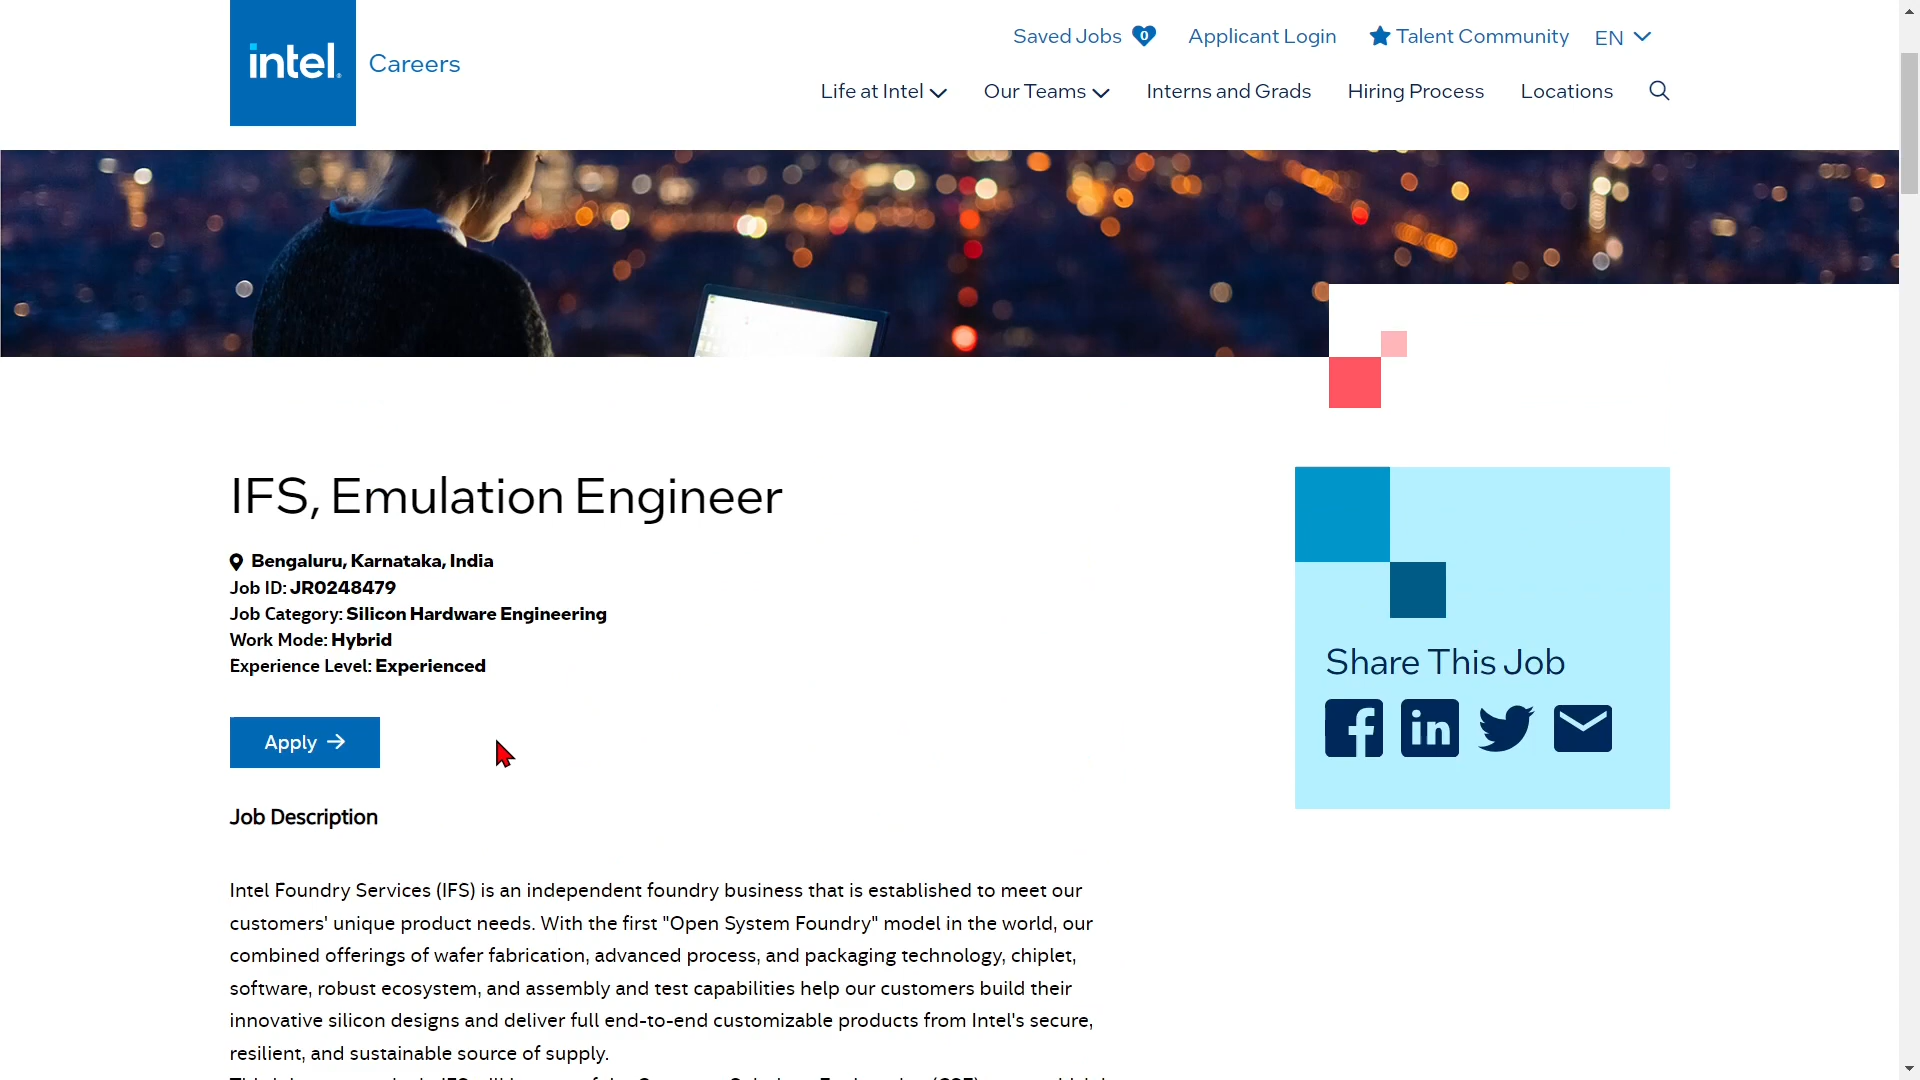 Saved Jobs 0 Applicant Login Talent Community EN
intel. Careers
Life at Intel Our Teams Interns and Grads Hiring Process Locations
IFS, Emulation Engineer
Bengaluru, Karnataka, India
Job ID: JR0248479
Job Category: Silicon Hardware Engineering
Work Mode: Hybrid
Experience Level: Experienced
Apply →
Share This Job
Job Description
Intel Foundry Services (IFS) is an independent foundry business that is established to meet our
customers' unique product needs. With the first "Open System Foundry" model in the world, our
combined offerings of wafer fabrication, advanced process, and packaging technology, chiplet,
software, robust ecosystem, and assembly and test capabilities help our customers build their
innovative silicon designs and deliver full end-to-end customizable products from Intel's secure,
resilient, and sustainable source of supply.